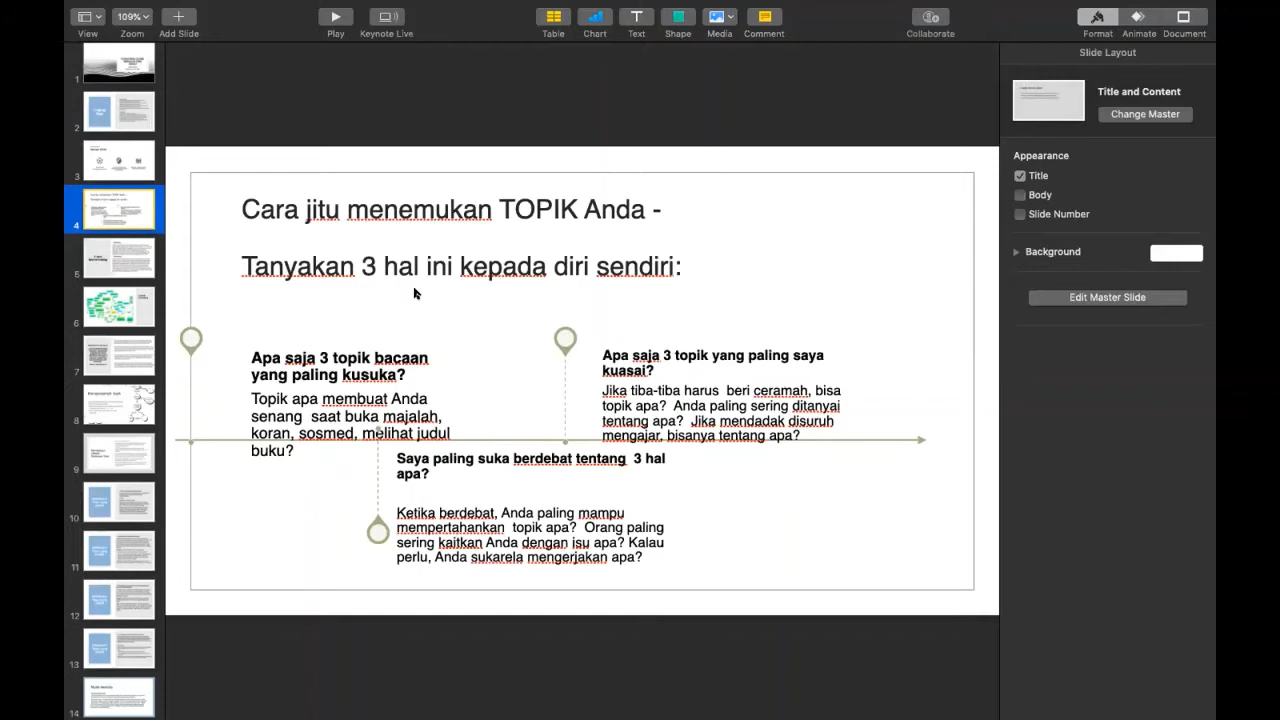 View
109%
Zoom
Add Slide
Play
Keynote Live
Table
Chart
Text
Shape
Media
Comment
Collaborate
Format
Animate
Document
Slide Layout
Title and Content
Change Master
Appearance
Title
Body
Slide Number
Background
Edit Master Slide
1
2
3
4
5
6
7
8
9
10
11
12
13
14
Cara jitu menemukan TOPIK Anda -
Tanyakan 3 hal ini kepada diri sendiri:
Apa saja 3 topik bacaan
yang paling kusuka?
Topik apa membuat Anda
senang saat buka majalah,
koran, sosmed, melihat judul
buku?
Apa saja 3 topik yang paling saya
kuasai?
Jika tiba-tiba harus beri ceramah, bisa
topik apa? Anda paling sering ditanyai
tentang apa? Jika mendadak disuruh
mengajar, bisanya tentang apa?
Saya paling suka berdebat tentang 3 hal
apa?
Ketika berdebat, Anda paling mampu
mempertahankan topik apa? Orang paling
sering kaitkan Anda dengan isu apa? Kalau
perlu, Anda sukarela mengerjakan apa?